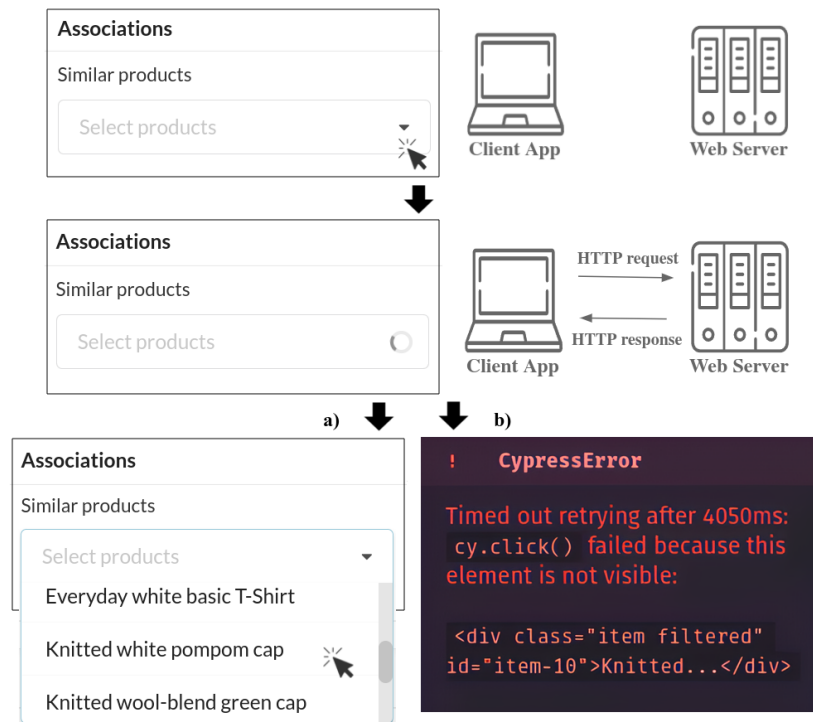 Associations
Similar products
Select products
Client App
Web Server
Associations
Similar products
Select products
HTTP request
HTTP response
Client App
Web Server
a)
b)
Associations
Similar products
Select products
Everyday white basic T-Shirt
Knitted white pompom cap
Knitted wool-blend green cap
! CypressError
Timed out retrying after 4050ms:
cy.click() failed because this
element is not visible:
<div class="item filtered"
id="item-10">Knitted...</div>